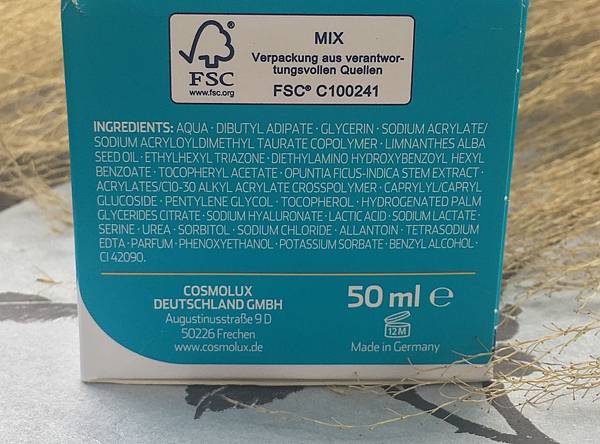 FSC
www.fsc.org
MIX
Verpackung aus verantwor-
tungsvollen Quellen
FSC® C100241
INGREDIENTS: AQUA · DIBUTYL ADIPATE · GLYCERIN · SODIUM ACRYLATE/
SODIUM ACRYLOYLDIMETHYL TAURATE COPOLYMER · LIMNANTHES ALBA
SEED OIL · ETHYLHEXYL TRIAZONE · DIETHYLAMINO HYDROXYBENZOYL HEXYL
BENZOATE · TOCOPHERYL ACETATE · OPUNTIA FICUS-INDICA STEM EXTRACT ·
ACRYLATES/C10-30 ALKYL ACRYLATE CROSSPOLYMER · CAPRYLYL/CAPRYL
GLUCOSIDE · PENTYLENE GLYCOL · TOCOPHEROL · HYDROGENATED PALM
GLYCERIDES CITRATE · SODIUM HYALURONATE · LACTIC ACID · SODIUM LACTATE ·
SERINE · UREA · SORBITOL · SODIUM CHLORIDE · ALLANTOIN · TETRASODIUM
EDTA · PARFUM · PHENOXYETHANOL · POTASSIUM SORBATE · BENZYL ALCOHOL ·
CI 42090.
COSMOLUX
DEUTSCHLAND GMBH
Augustinusstraße 9 D
50226 Frechen
www.cosmolux.de
50 ml ℮
12M
Made in Germany